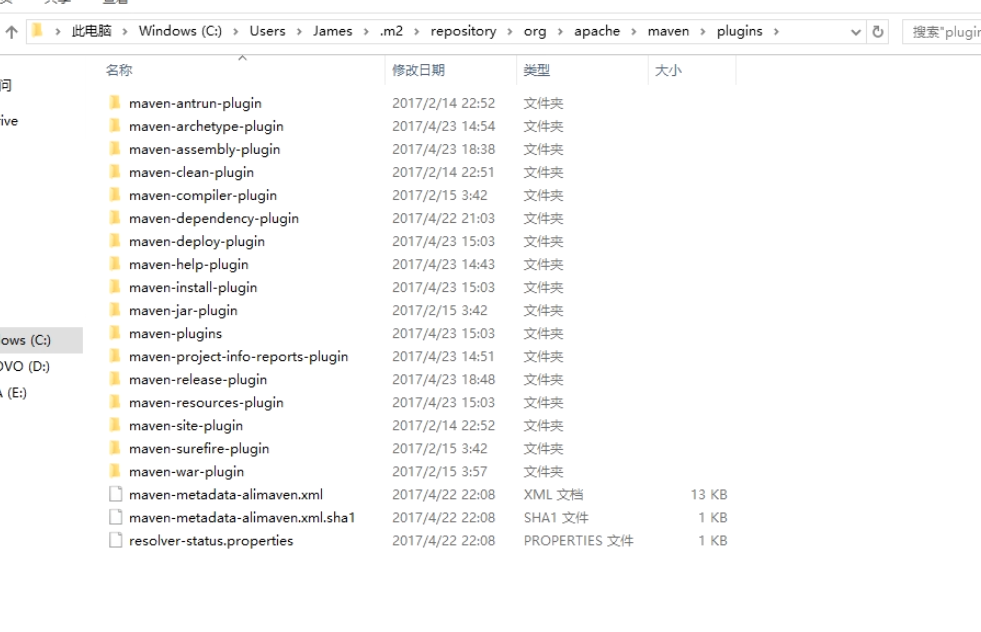 此电脑 > Windows (C:) > Users > James > .m2 > repository > org > apache > maven > plugins >
搜索"plugin
名称 修改日期 类型 大小
问
ive
maven-antrun-plugin 2017/2/14 22:52 文件夹
maven-archetype-plugin 2017/4/23 14:54 文件夹
maven-assembly-plugin 2017/4/23 18:38 文件夹
maven-clean-plugin 2017/2/14 22:51 文件夹
maven-compiler-plugin 2017/2/15 3:42 文件夹
maven-dependency-plugin 2017/4/22 21:03 文件夹
maven-deploy-plugin 2017/4/23 15:03 文件夹
maven-help-plugin 2017/4/23 14:43 文件夹
maven-install-plugin 2017/4/23 15:03 文件夹
maven-jar-plugin 2017/2/15 3:42 文件夹
maven-plugins 2017/4/23 15:03 文件夹
ows (C:)
maven-project-info-reports-plugin 2017/4/23 14:51 文件夹
OVO (D:)
maven-release-plugin 2017/4/23 18:48 文件夹
A (E:)
maven-resources-plugin 2017/4/23 15:03 文件夹
maven-site-plugin 2017/2/14 22:52 文件夹
maven-surefire-plugin 2017/2/15 3:42 文件夹
maven-war-plugin 2017/2/15 3:57 文件夹
maven-metadata-alimaven.xml 2017/4/22 22:08 XML 文档 13 KB
maven-metadata-alimaven.xml.sha1 2017/4/22 22:08 SHA1 文件 1 KB
resolver-status.properties 2017/4/22 22:08 PROPERTIES 文件 1 KB